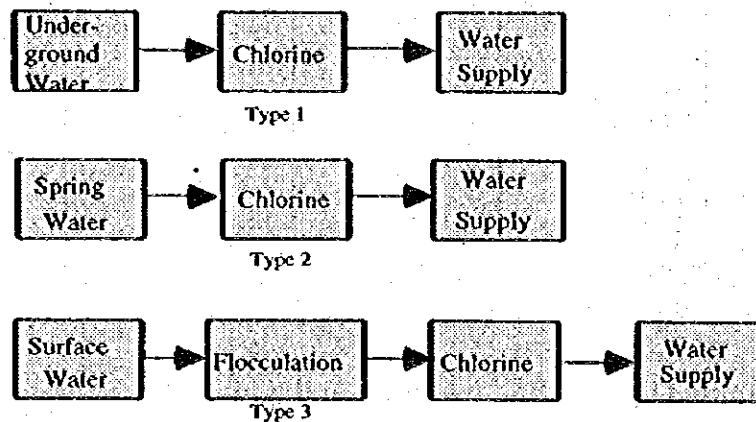 Under-
ground
Water
Chlorine
Water
Supply
Type 1
Spring
Water
Chlorine
Water
Supply
Type 2
Surface
Water
Flocculation
Chlorine
Water
Supply
Type 3